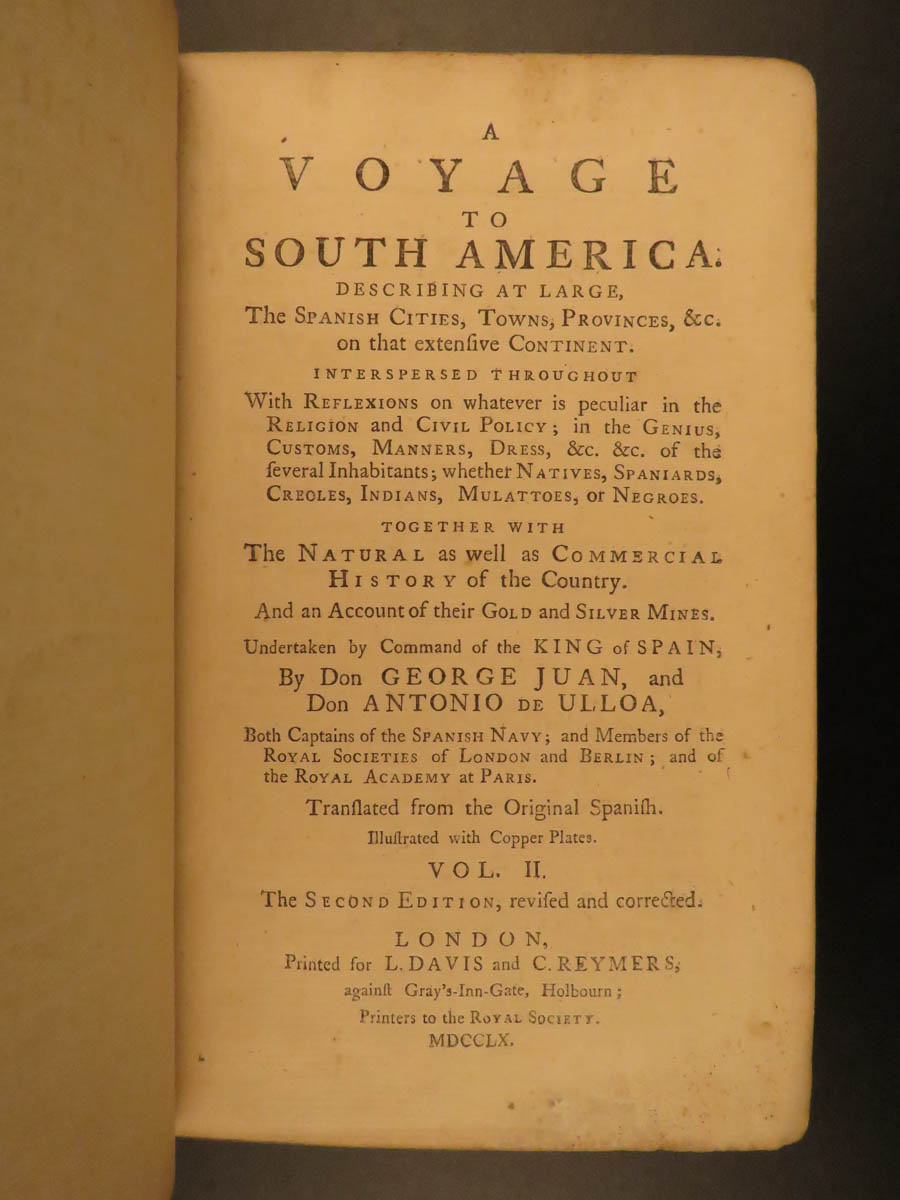 A
VOYAGE
TO
SOUTH AMERICA:
DESCRIBING AT LARGE,
The SPANISH CITIES, TOWNS, PROVINCES, &c.
on that extenſive CONTINENT.
INTERSPERSED THROUGHOUT
With REFLEXIONS on whatever is peculiar in the
RELIGION and CIVIL POLICY; in the GENIUS,
CUSTOMS, MANNERS, DRESS, &c. &c. of the
ſeveral Inhabitants; whether NATIVES, SPANIARDS,
CREOLES, INDIANS, MULATTOES, or NEGROES.
TOGETHER WITH
The NATURAL as well as COMMERCIAL
HISTORY of the Country.
And an Account of their GOLD and SILVER MINES.
Undertaken by Command of the KING of SPAIN,
By Don GEORGE JUAN, and
Don ANTONIO DE ULLOA,
Both Captains of the SPANISH NAVY; and Members of the
ROYAL SOCIETIES of LONDON and BERLIN; and of
the ROYAL ACADEMY at PARIS.
Tranſlated from the Original Spaniſh.
Illuſtrated with Copper Plates.
VOL. II.
The SECOND EDITION, reviſed and corrected.
LONDON,
Printed for L. DAVIS and C. REYMERS,
againſt Gray's-Inn-Gate, Holbourn;
Printers to the ROYAL SOCIETY.
MDCCLX.